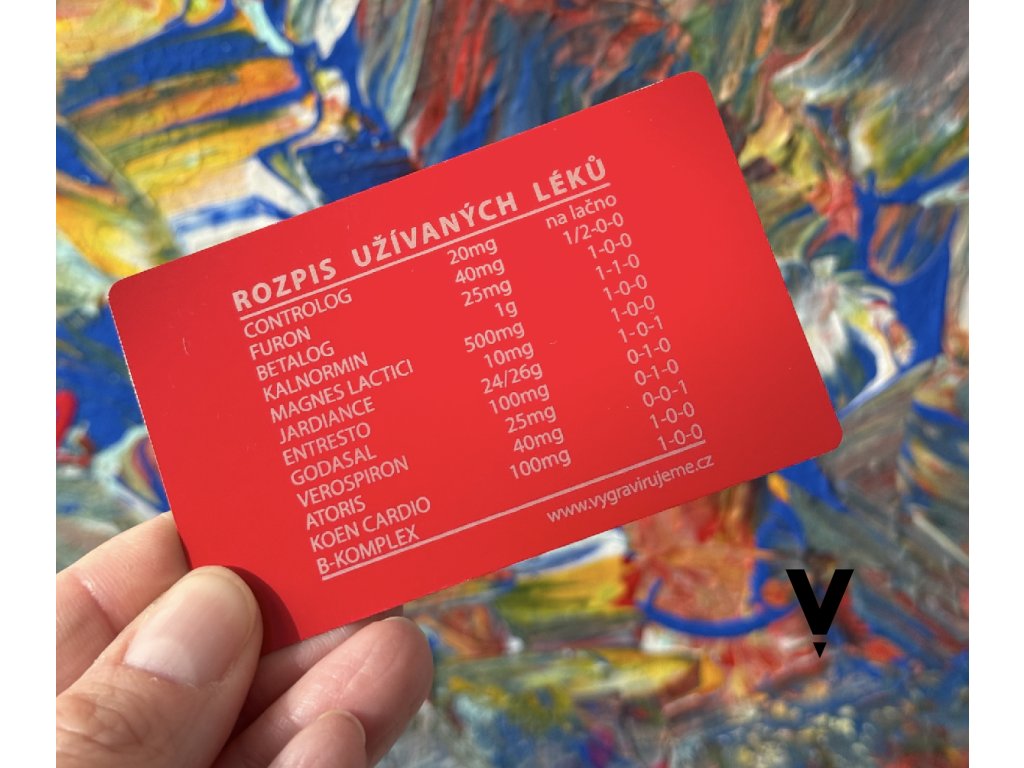 ROZPIS UŽÍVANÝCH LÉKŮ
CONTROLOG 20mg na lačno
FURON 40mg 1/2-0-0
BETALOG 25mg 1-0-0
KALNORMIN 1g 1-1-0
MAGNES LACTICI 500mg 1-0-0
JARDIANCE 10mg 1-0-0
ENTRESTO 24/26g 1-0-1
GODASAL 100mg 0-1-0
VEROSPIRON 25mg 0-1-0
ATORIS 40mg 0-0-1
KOEN CARDIO 100mg 1-0-0
B-KOMPLEX 1-0-0
www.vygravirujeme.cz
V